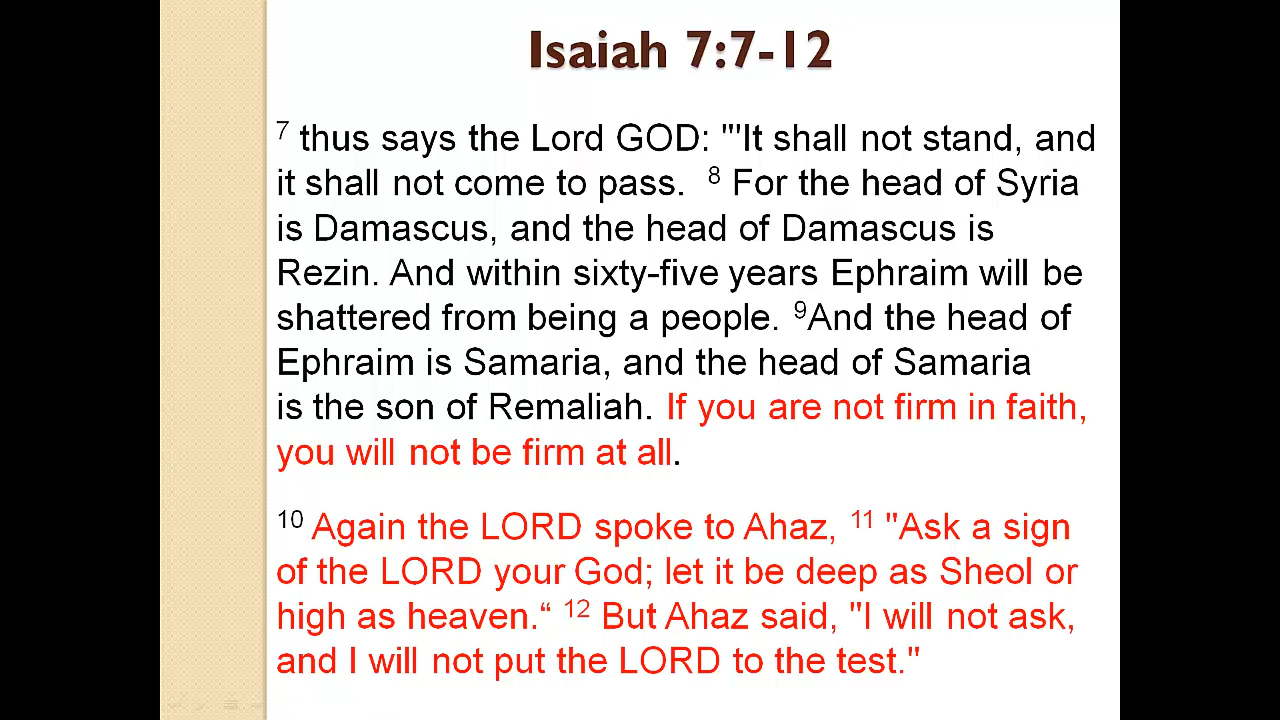 Isaiah 7:7-12
7 thus says the Lord GOD: "'It shall not stand, and
it shall not come to pass. 8 For the head of Syria
is Damascus, and the head of Damascus is
Rezin. And within sixty-five years Ephraim will be
shattered from being a people. 9And the head of
Ephraim is Samaria, and the head of Samaria
is the son of Remaliah. If you are not firm in faith,
you will not be firm at all.
10 Again the LORD spoke to Ahaz, 11 "Ask a sign
of the LORD your God; let it be deep as Sheol or
high as heaven.“ 12 But Ahaz said, "I will not ask,
and I will not put the LORD to the test."